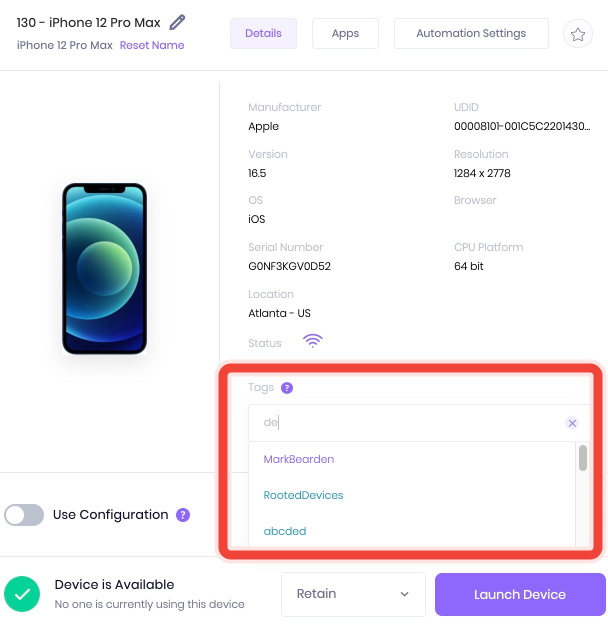 130 - iPhone 12 Pro Max
iPhone 12 Pro Max Reset Name
Details
Apps
Automation Settings
Manufacturer
Apple
UDID
00008101-001C5C2201430...
Version
16.5
Resolution
1284 x 2778
OS
iOS
Browser
Serial Number
G0NF3KGV0D52
CPU Platform
64 bit
Location
Atlanta - US
Status
Tags ?
de
MarkBearden
RootedDevices
abcded
Use Configuration ?
Device is Available
No one is currently using this device
Retain
Launch Device